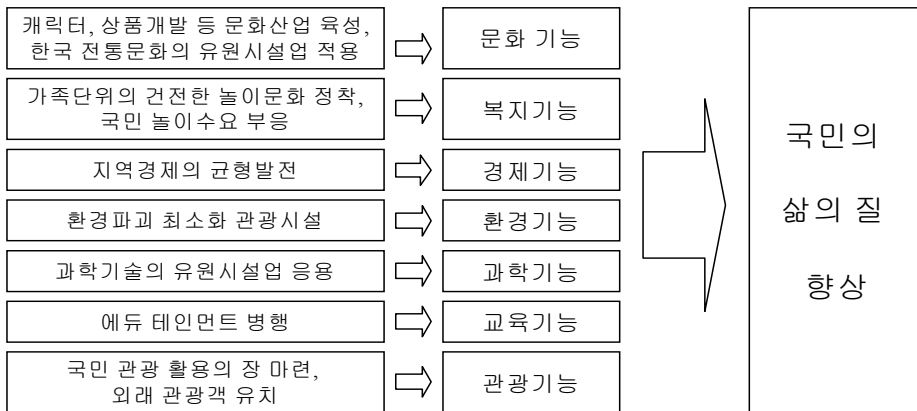 캐릭터, 상품개발 등 문화산업 육성,
한국 전통문화의 유원시설업 적용
문화 기능
가족단위의 건전한 놀이문화 정착,
국민 놀이수요 부응
복지기능
지역경제의 균형발전
경제기능
환경파괴 최소화 관광시설
환경기능
과학기술의 유원시설업 응용
과학기능
에듀 테인먼트 병행
교육기능
국민 관광 활용의 장 마련,
외래 관광객 유치
관광기능
국민의
삶의 질
향상